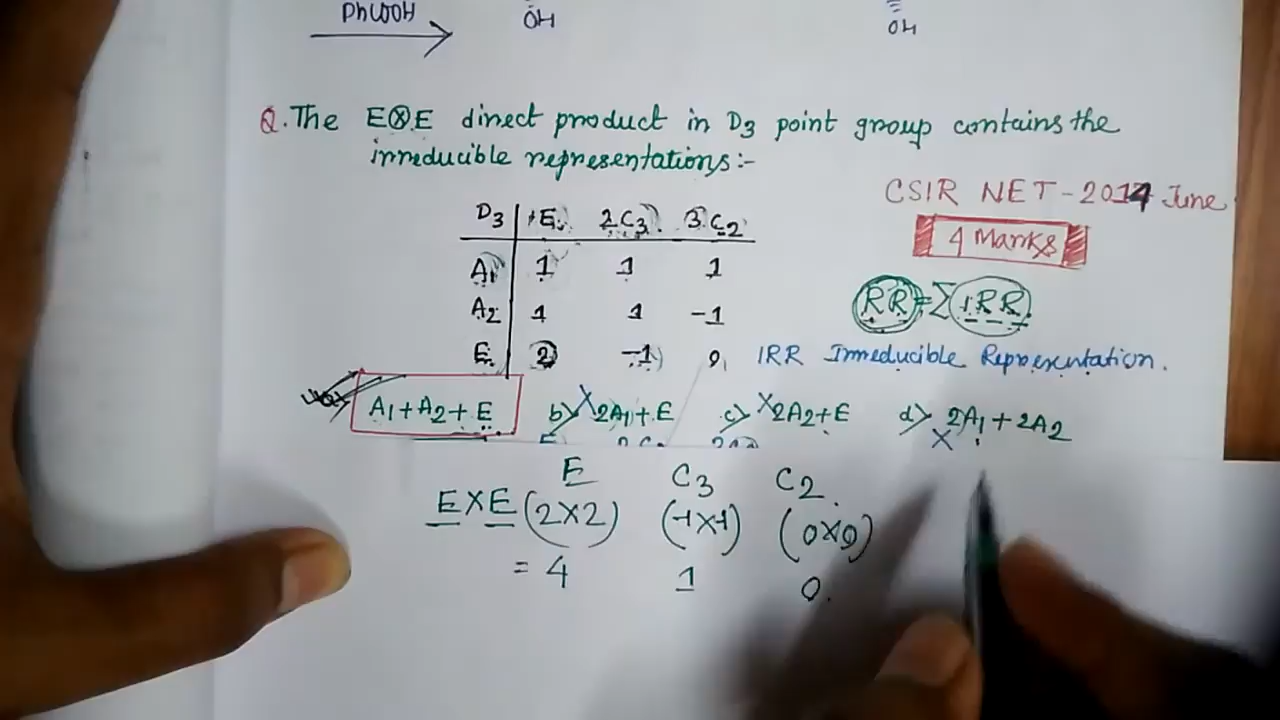 PhCOOH
OH
OH
Q. The E⊗E direct product in D3 point group contains the
irreducible representations:-
CSIR NET-2014 June
4 Marks
D3 E 2C3 3C2
A1 1 1 1
A2 1 1 -1
E 2 -1 0
RR = Σ IRR
IRR Irreducible Representation.
A1+A2+E b> 2A1+E c> 2A2+E d> 2A1+2A2
E C3 C2
E×E (2×2) (-1×-1) (0×0)
= 4 1 0